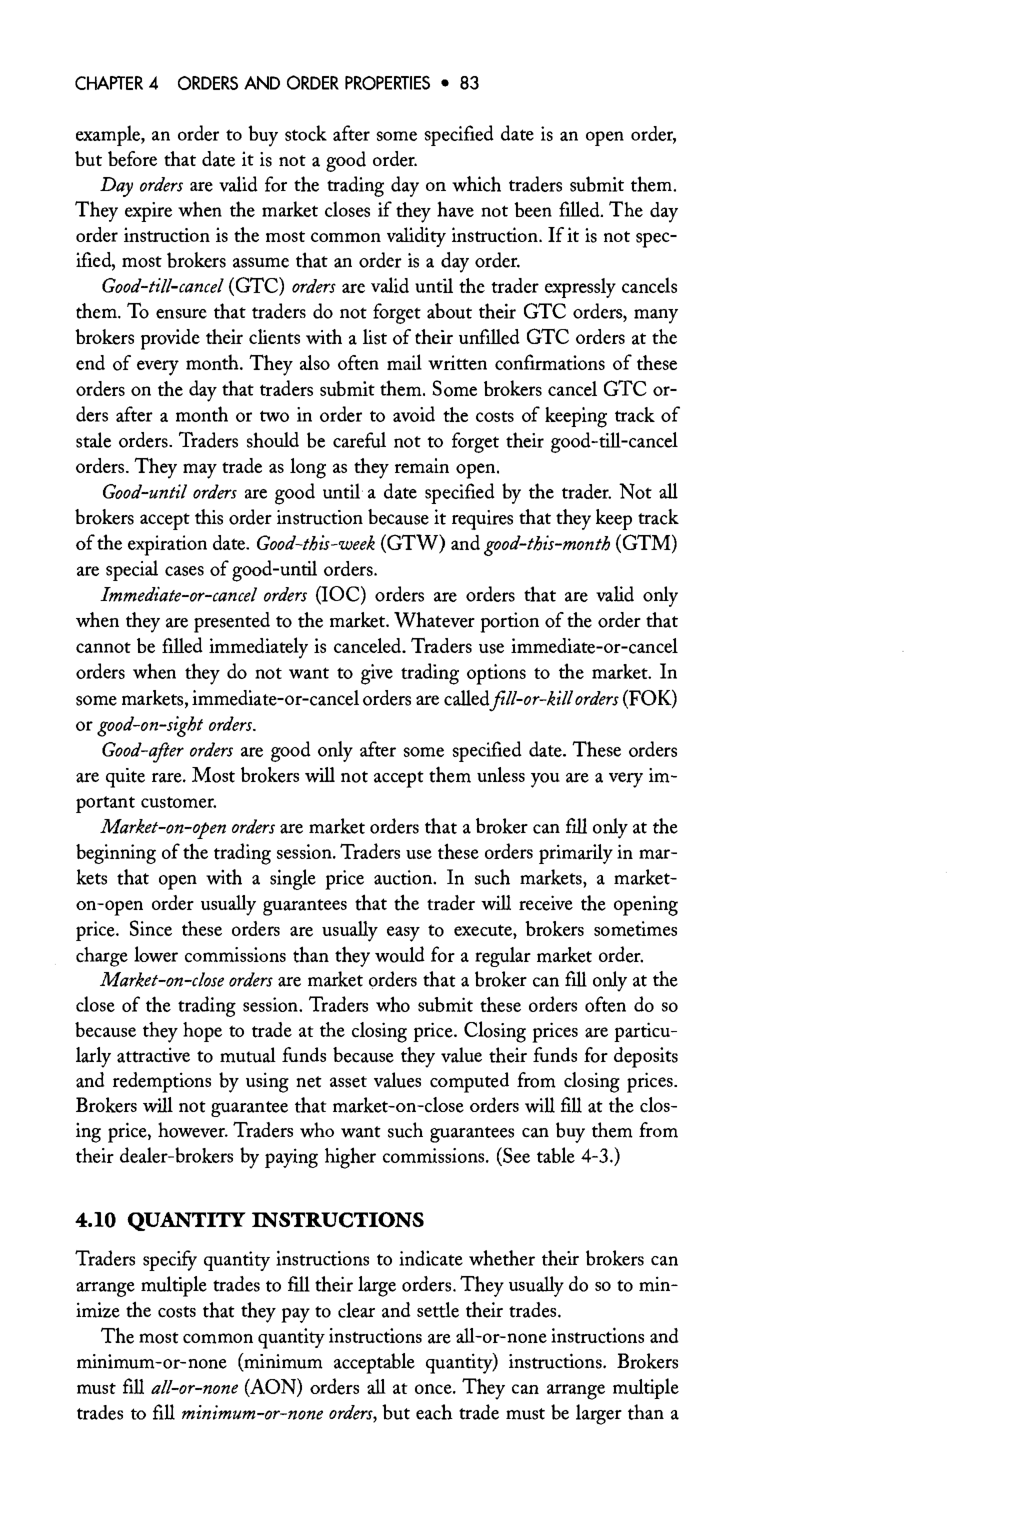 CHAPTER 4 ORDERS AND ORDER PROPERTIES • 83
example, an order to buy stock after some specified date is an open order,
but before that date it is not a good order.
Day orders are valid for the trading day on which traders submit them.
They expire when the market closes if they have not been filled. The day
order instruction is the most common validity instruction. If it is not spec-
ified, most brokers assume that an order is a day order.
Good-till-cancel (GTC) orders are valid until the trader expressly cancels
them. To ensure that traders do not forget about their GTC orders, many
brokers provide their clients with a list of their unfilled GTC orders at the
end of every month. They also often mail written confirmations of these
orders on the day that traders submit them. Some brokers cancel GTC or-
ders after a month or two in order to avoid the costs of keeping track of
stale orders. Traders should be careful not to forget their good-till-cancel
orders. They may trade as long as they remain open.
Good-until orders are good until a date specified by the trader. Not all
brokers accept this order instruction because it requires that they keep track
of the expiration date. Good-this-week (GTW) and good-this-month (GTM)
are special cases of good-until orders.
Immediate-or-cancel orders (IOC) orders are orders that are valid only
when they are presented to the market. Whatever portion of the order that
cannot be filled immediately is canceled. Traders use immediate-or-cancel
orders when they do not want to give trading options to the market. In
some markets, immediate-or-cancel orders are called fill-or-kill orders (FOK)
or good-on-sight orders.
Good-after orders are good only after some specified date. These orders
are quite rare. Most brokers will not accept them unless you are a very im-
portant customer.
Market-on-open orders are market orders that a broker can fill only at the
beginning of the trading session. Traders use these orders primarily in mar-
kets that open with a single price auction. In such markets, a market-
on-open order usually guarantees that the trader will receive the opening
price. Since these orders are usually easy to execute, brokers sometimes
charge lower commissions than they would for a regular market order.
Market-on-close orders are market orders that a broker can fill only at the
close of the trading session. Traders who submit these orders often do so
because they hope to trade at the closing price. Closing prices are particu-
larly attractive to mutual funds because they value their funds for deposits
and redemptions by using net asset values computed from closing prices.
Brokers will not guarantee that market-on-close orders will fill at the clos-
ing price, however. Traders who want such guarantees can buy them from
their dealer-brokers by paying higher commissions. (See table 4-3.)
4.10 QUANTITY INSTRUCTIONS
Traders specify quantity instructions to indicate whether their brokers can
arrange multiple trades to fill their large orders. They usually do so to min-
imize the costs that they pay to clear and settle their trades.
The most common quantity instructions are all-or-none instructions and
minimum-or-none (minimum acceptable quantity) instructions. Brokers
must fill all-or-none (AON) orders all at once. They can arrange multiple
trades to fill minimum-or-none orders, but each trade must be larger than a